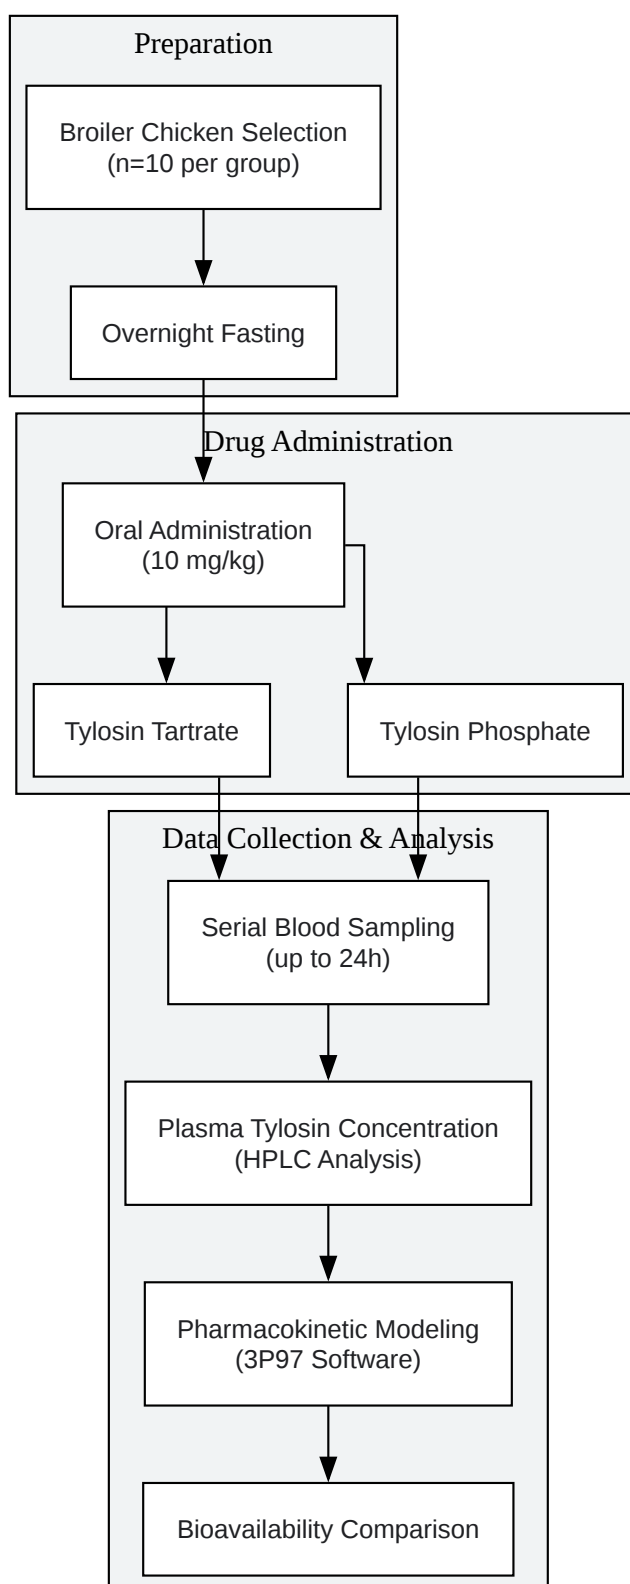 Preparation
Broiler Chicken Selection
(n=10 per group)
Overnight Fasting
Drug Administration
Oral Administration
(10 mg/kg)
Tylosin Tartrate
Tylosin Phosphate
Data Collection & Analysis
Serial Blood Sampling
(up to 24h)
Plasma Tylosin Concentration
(HPLC Analysis)
Pharmacokinetic Modeling
(3P97 Software)
Bioavailability Comparison